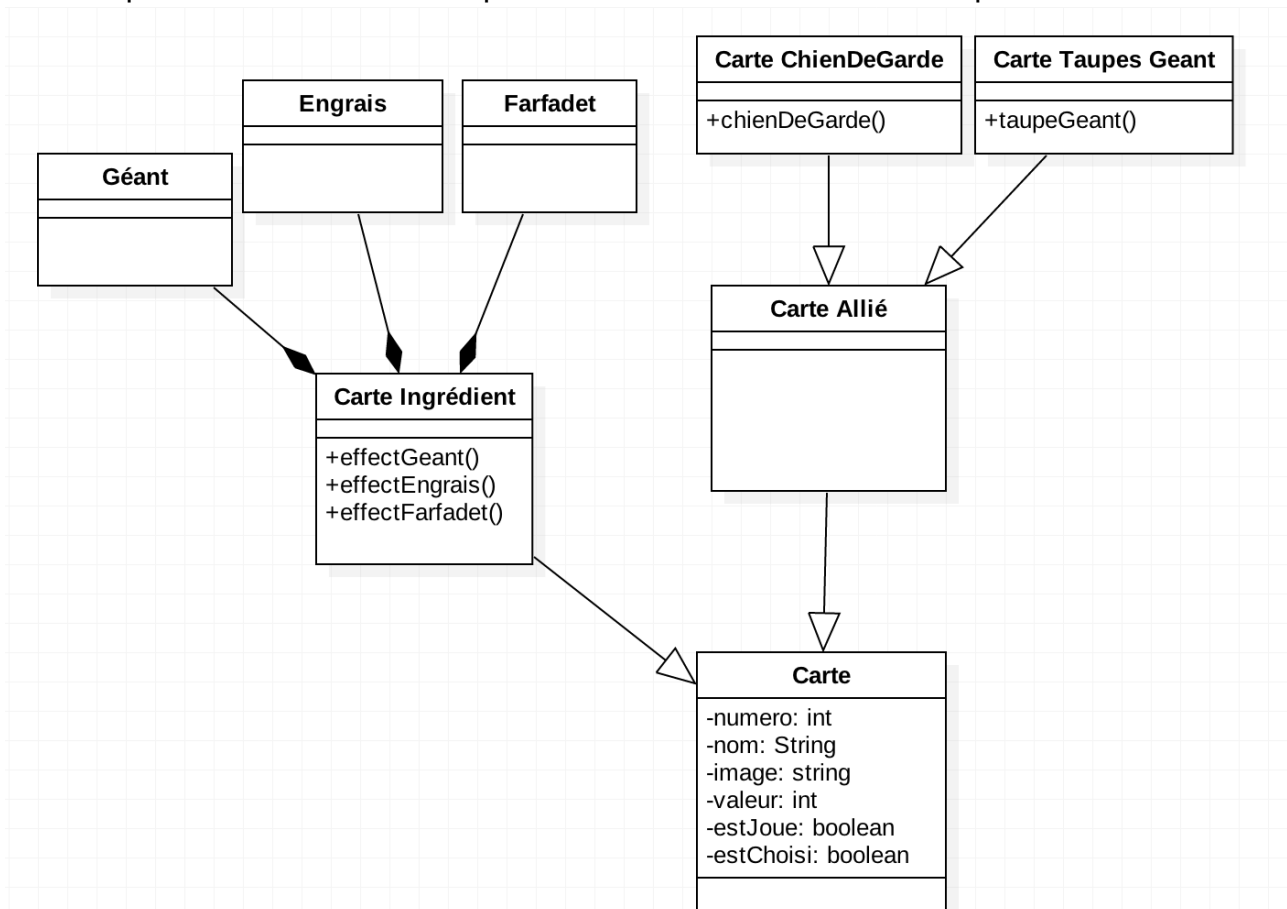 Carte ChienDeGarde
+chienDeGarde()
Carte Taupes Geant
+taupeGeant()
Engrais
Farfadet
Géant
Carte Allié
Carte Ingrédient
+effectGeant()
+effectEngrais()
+effectFarfadet()
Carte
-numero: int
-nom: String
-image: string
-valeur: int
-estJoue: boolean
-estChoisi: boolean